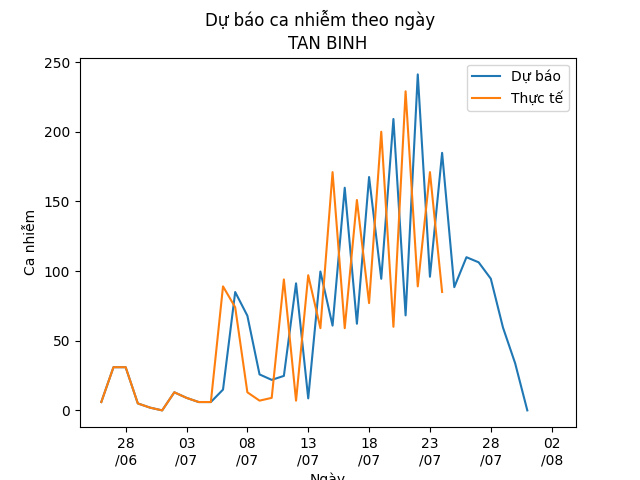 Dự báo ca nhiễm theo ngày
TAN BINH
Dự báo
Thực tế
Ca nhiễm
250
200
150
100
50
0
28 03 08 13 18 23 28 02
/06 /07 /07 /07 /07 /07 /07 /08
Ngày